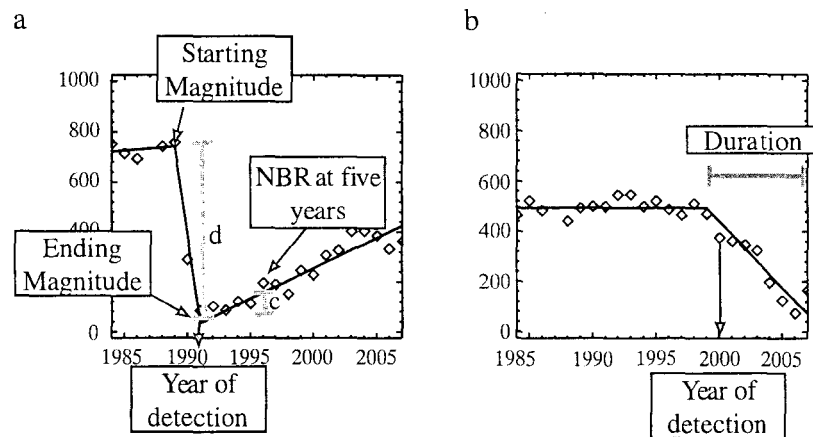 a
Starting
Magnitude
1000
800
600
400
200
0
NBR at five
years
d
Ending
Magnitude
c
1985 1990 1995 2000 2005
Year of
detection
b
1000
800
600
400
200
0
Duration
1985 1990 1995 2000 2005
Year of
detection